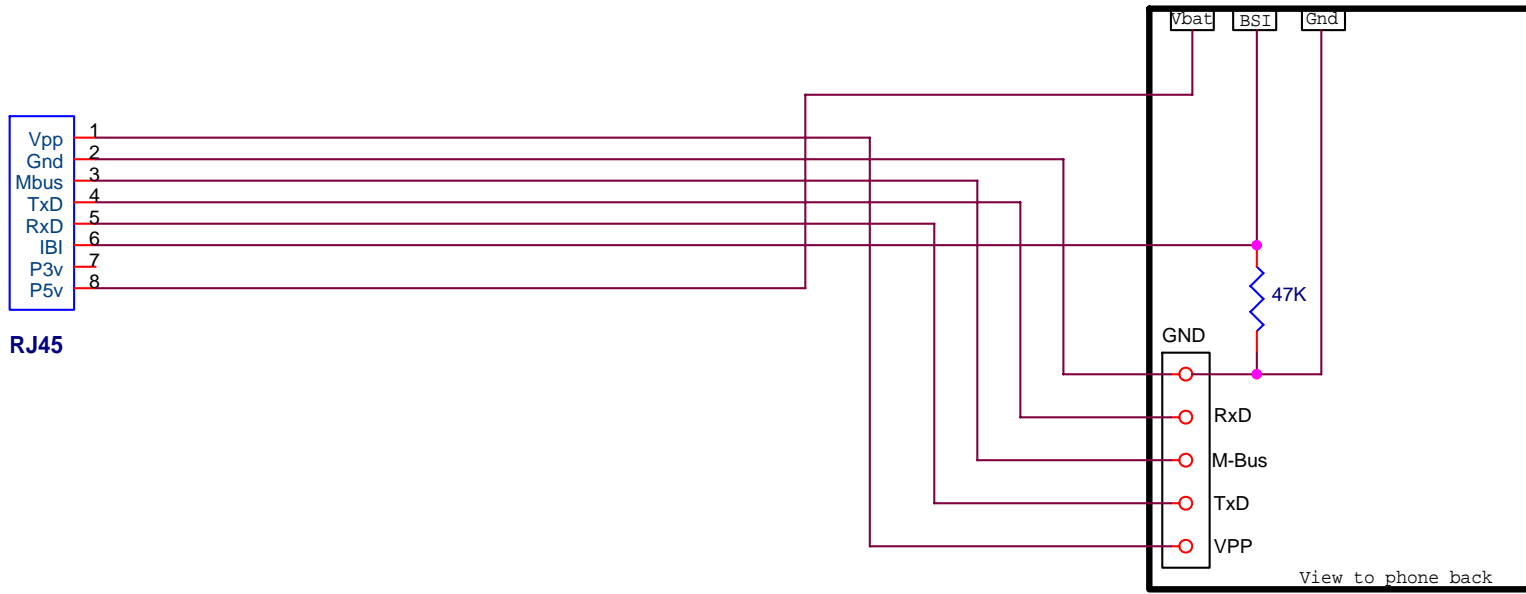 Vbat BSI Gnd
Vpp 1
Gnd 2
Mbus 3
TxD 4
RxD 5
IBI 6
P3v 7
P5v 8
RJ45
47K
GND
RxD
M-Bus
TxD
VPP
View to phone back